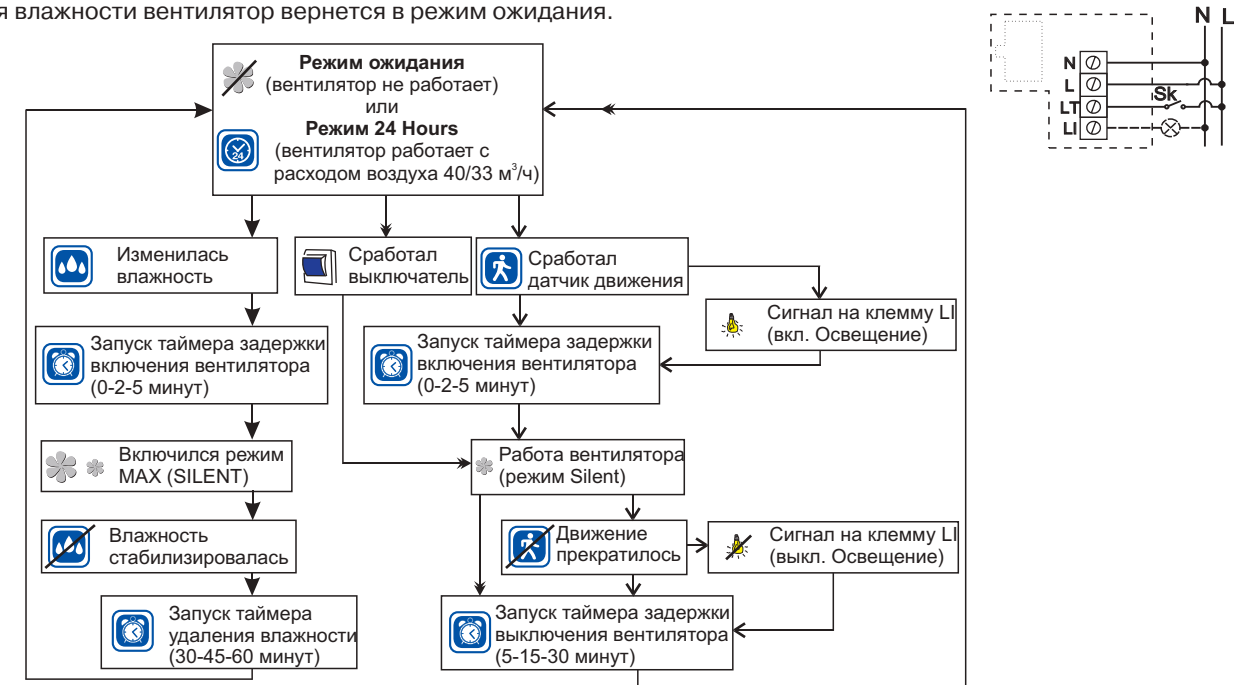 я влажности вентилятор вернется в режим ожидания.
Режим ожидания
(вентилятор не работает)
или
Режим 24 Hours
(вентилятор работает с
расходом воздуха 40/33 м³/ч)
24
Изменилась
влажность
Сработал
выключатель
Сработал
датчик движения
Сигнал на клемму LI
(вкл. Освещение)
Запуск таймера задержки
включения вентилятора
(0-2-5 минут)
Запуск таймера задержки
включения вентилятора
(0-2-5 минут)
Включился режим
MAX (SILENT)
Работа вентилятора
(режим Silent)
Влажность
стабилизировалась
Движение
прекратилось
Сигнал на клемму LI
(выкл. Освещение)
Запуск таймера
удаления влажности
(30-45-60 минут)
Запуск таймера задержки
выключения вентилятора
(5-15-30 минут)
N L
N
L
Sk
LT
LI